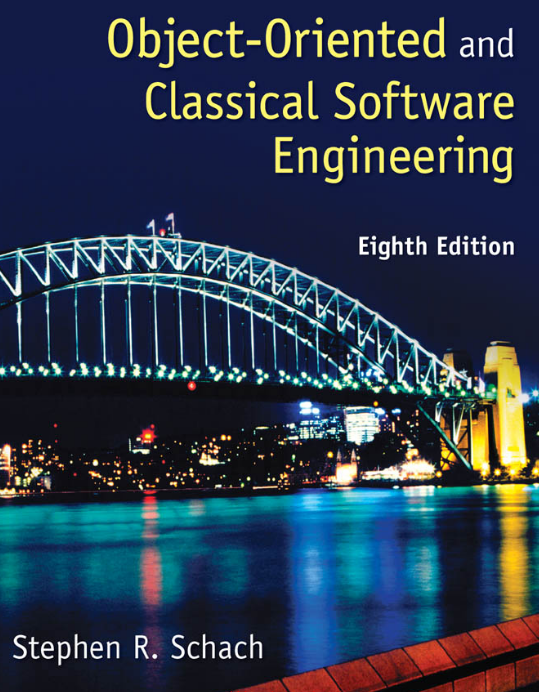 Object-Oriented and
Classical Software
Engineering
Eighth Edition
Stephen R. Schach